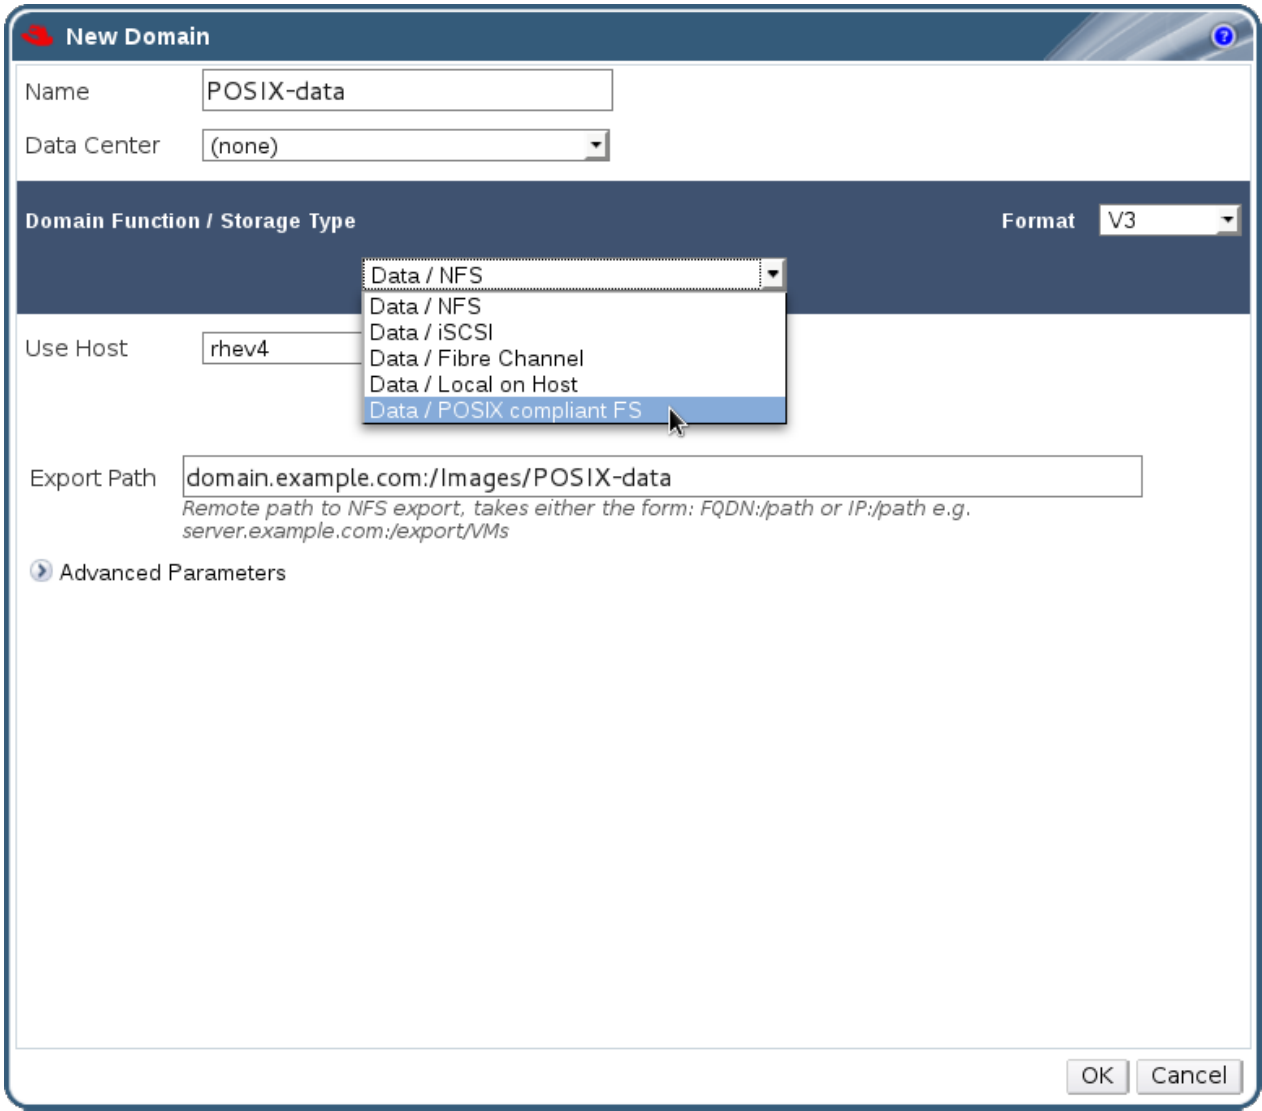 New Domain
?
Name POSIX-data
Data Center (none)
Domain Function / Storage Type Format V3
Data / NFS
Data / NFS
Data / iSCSI
Use Host rhev4
Data / Fibre Channel
Data / Local on Host
Data / POSIX compliant FS
Export Path domain.example.com:/Images/POSIX-data
Remote path to NFS export, takes either the form: FQDN:/path or IP:/path e.g.
server.example.com:/export/VMs
Advanced Parameters
OK Cancel